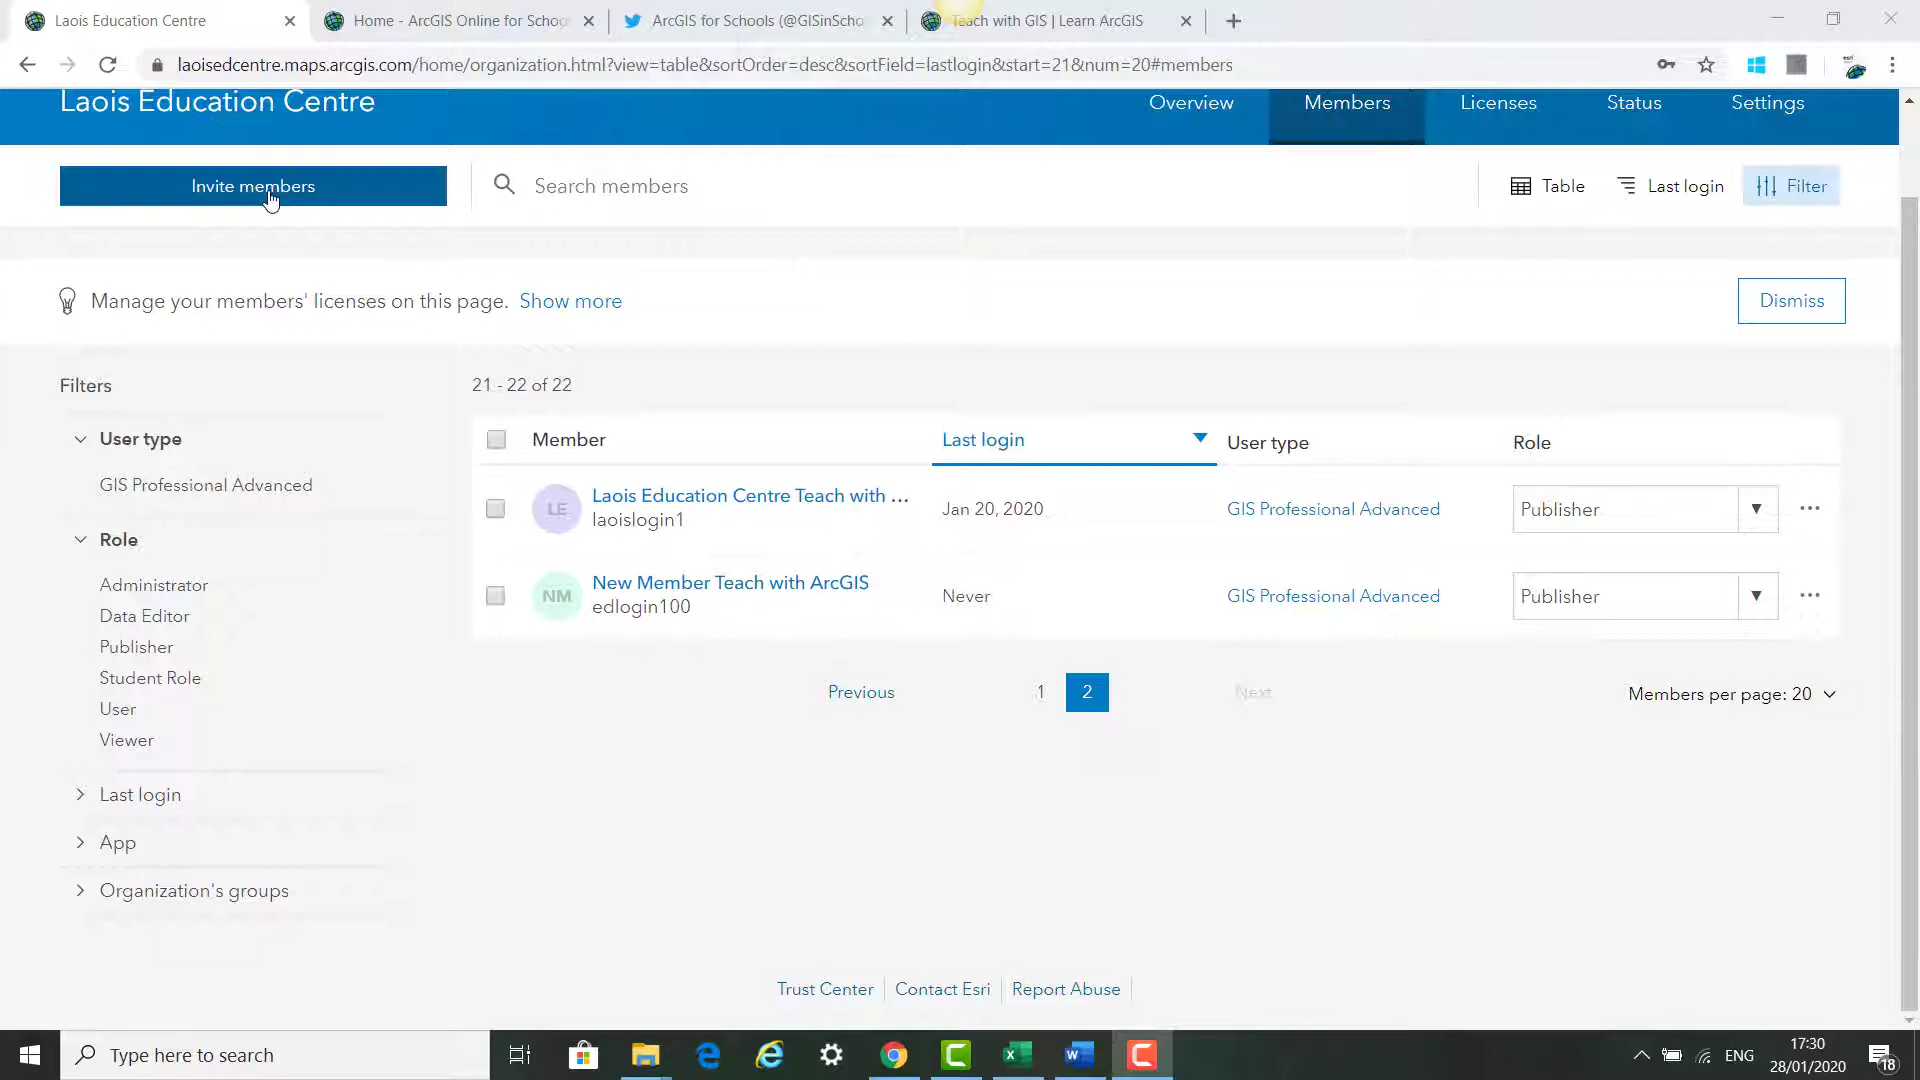 Laois Education Centre
Home - ArcGIS Online for Schoo
ArcGIS for Schools (@GISinScho
Teach with GIS | Learn ArcGIS
laoisedcentre.maps.arcgis.com/home/organization.html?view=table&sortOrder=desc&sortField=lastlogin&start=21&num=20#members
Laois Education Centre
Overview
Members
Licenses
Status
Settings
Invite members
Search members
Table
Last login
Filter
Manage your members' licenses on this page. Show more
Dismiss
Filters
21 - 22 of 22
User type
GIS Professional Advanced
Role
Administrator
Data Editor
Publisher
Student Role
User
Viewer
Last login
App
Organization's groups
Member
Last login
User type
Role
LE
Laois Education Centre Teach with ...
laoislogin1
Jan 20, 2020
GIS Professional Advanced
Publisher
NM
New Member Teach with ArcGIS
edlogin100
Never
GIS Professional Advanced
Publisher
Previous
1
2
Next
Members per page: 20
Trust Center
Contact Esri
Report Abuse
Type here to search
ENG
17:30
28/01/2020
18